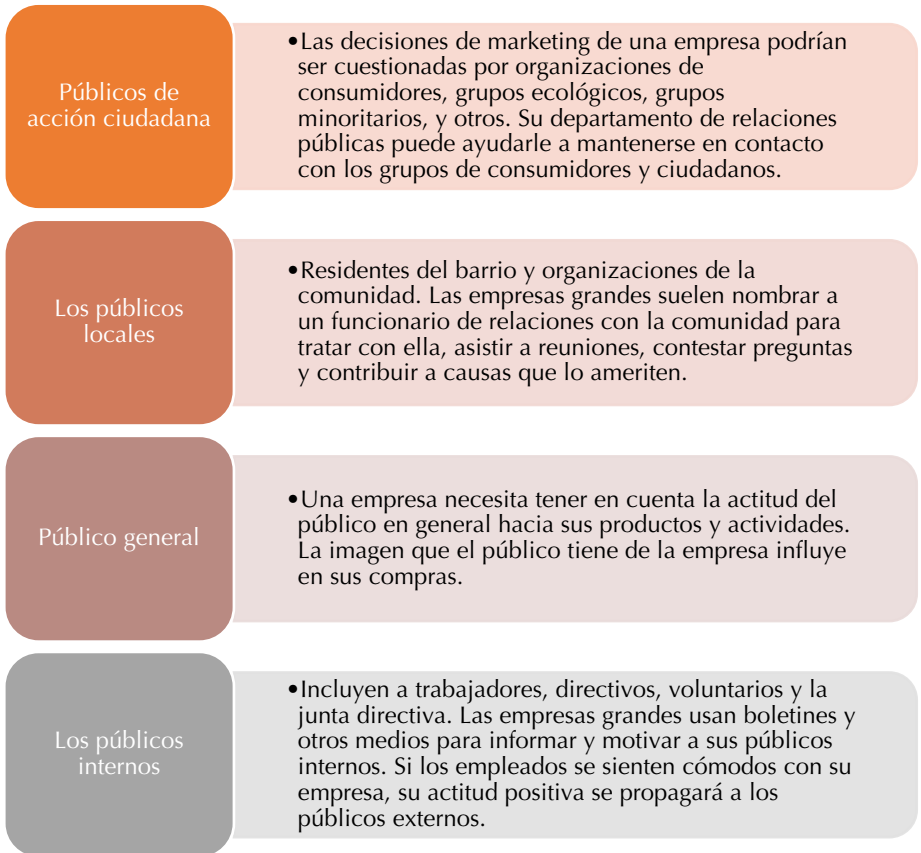 Públicos de
acción ciudadana
•Las decisiones de marketing de una empresa podrían
ser cuestionadas por organizaciones de
consumidores, grupos ecológicos, grupos
minoritarios, y otros. Su departamento de relaciones
públicas puede ayudarle a mantenerse en contacto
con los grupos de consumidores y ciudadanos.
Los públicos
locales
•Residentes del barrio y organizaciones de la
comunidad. Las empresas grandes suelen nombrar a
un funcionario de relaciones con la comunidad para
tratar con ella, asistir a reuniones, contestar preguntas
y contribuir a causas que lo ameriten.
Público general
•Una empresa necesita tener en cuenta la actitud del
público en general hacia sus productos y actividades.
La imagen que el público tiene de la empresa influye
en sus compras.
Los públicos
internos
•Incluyen a trabajadores, directivos, voluntarios y la
junta directiva. Las empresas grandes usan boletines y
otros medios para informar y motivar a sus públicos
internos. Si los empleados se sienten cómodos con su
empresa, su actitud positiva se propagará a los
públicos externos.